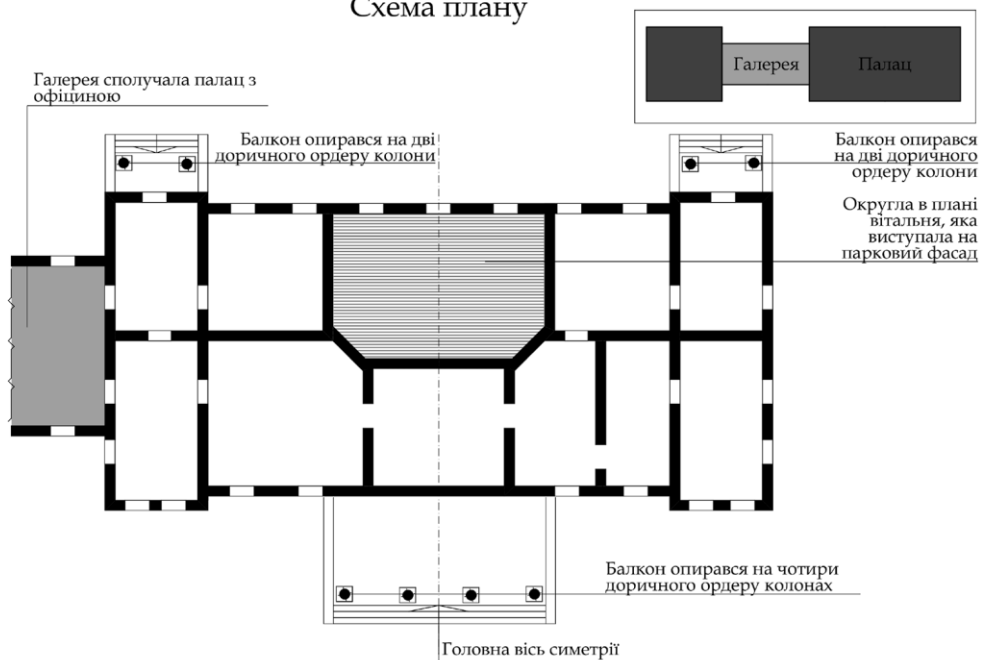 Схема плану
Галерея
Палац
Галерея сполучала палац з
офіциною
Балкон опирався на дві
доричного ордеру колони
Балкон опирався
на дві доричного
ордеру колони
Округла в плані
вітальня, яка
виступала на
парковий фасад
Балкон опирався на чотири
доричного ордеру колонах
Головна вісь симетрії